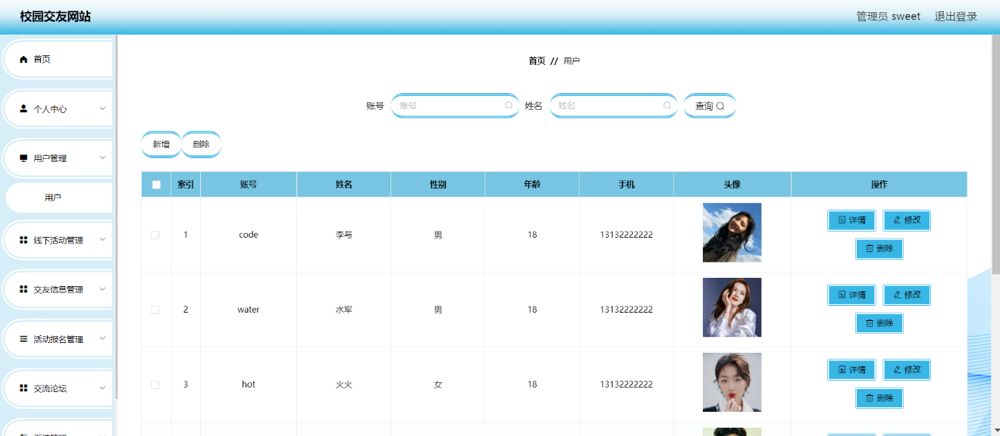 校园交友网站
管理员 sweet 退出登录
首页
个人中心
用户管理
用户
线下活动管理
交友信息管理
活动报名管理
交流论坛
首页 // 用户
账号 账号 姓名 姓名 查询
新增 删除
索引 账号 姓名 性别 年龄 手机 头像 操作
1 code 李与 男 18 13132222222 详情 修改
删除
2 water 水军 男 18 13132222222 详情 修改
删除
3 hot 火火 女 18 13132222222 详情 修改
删除